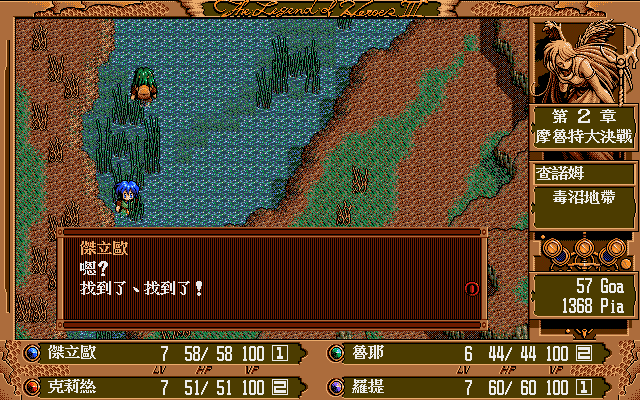 The Legend of Heroes III
第2章
摩魯特大決戰
查諾姆
毒沼地帶
傑立歐
嗯？
找到了、找到了！
57 Goa
1368 Pia
傑立歐 7 58/ 58 100 1
魯耶 6 44/ 44 100 2
LV HP VP
LV HP VP
克莉絲 7 51/ 51 100 2
羅提 7 60/ 60 100 1